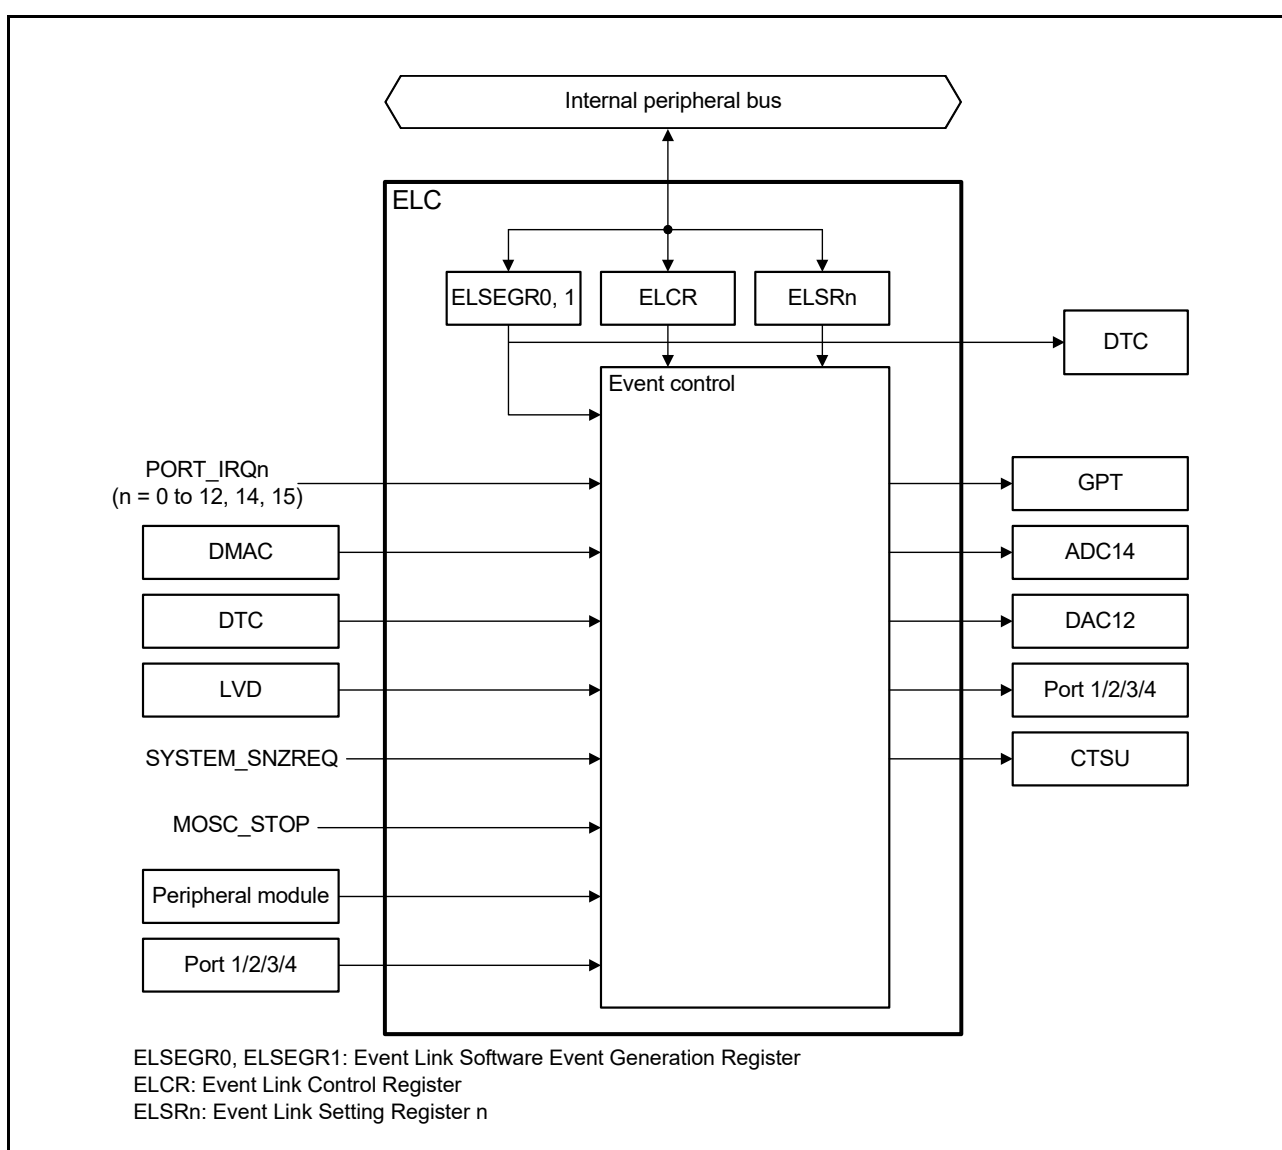 Internal peripheral bus
ELC
ELSEGR0, 1
ELCR
ELSRn
DTC
Event control
PORT_IRQn
(n = 0 to 12, 14, 15)
GPT
DMAC
ADC14
DTC
DAC12
LVD
Port 1/2/3/4
SYSTEM_SNZREQ
CTSU
MOSC_STOP
Peripheral module
Port 1/2/3/4
ELSEGR0, ELSEGR1: Event Link Software Event Generation Register
ELCR: Event Link Control Register
ELSRn: Event Link Setting Register n